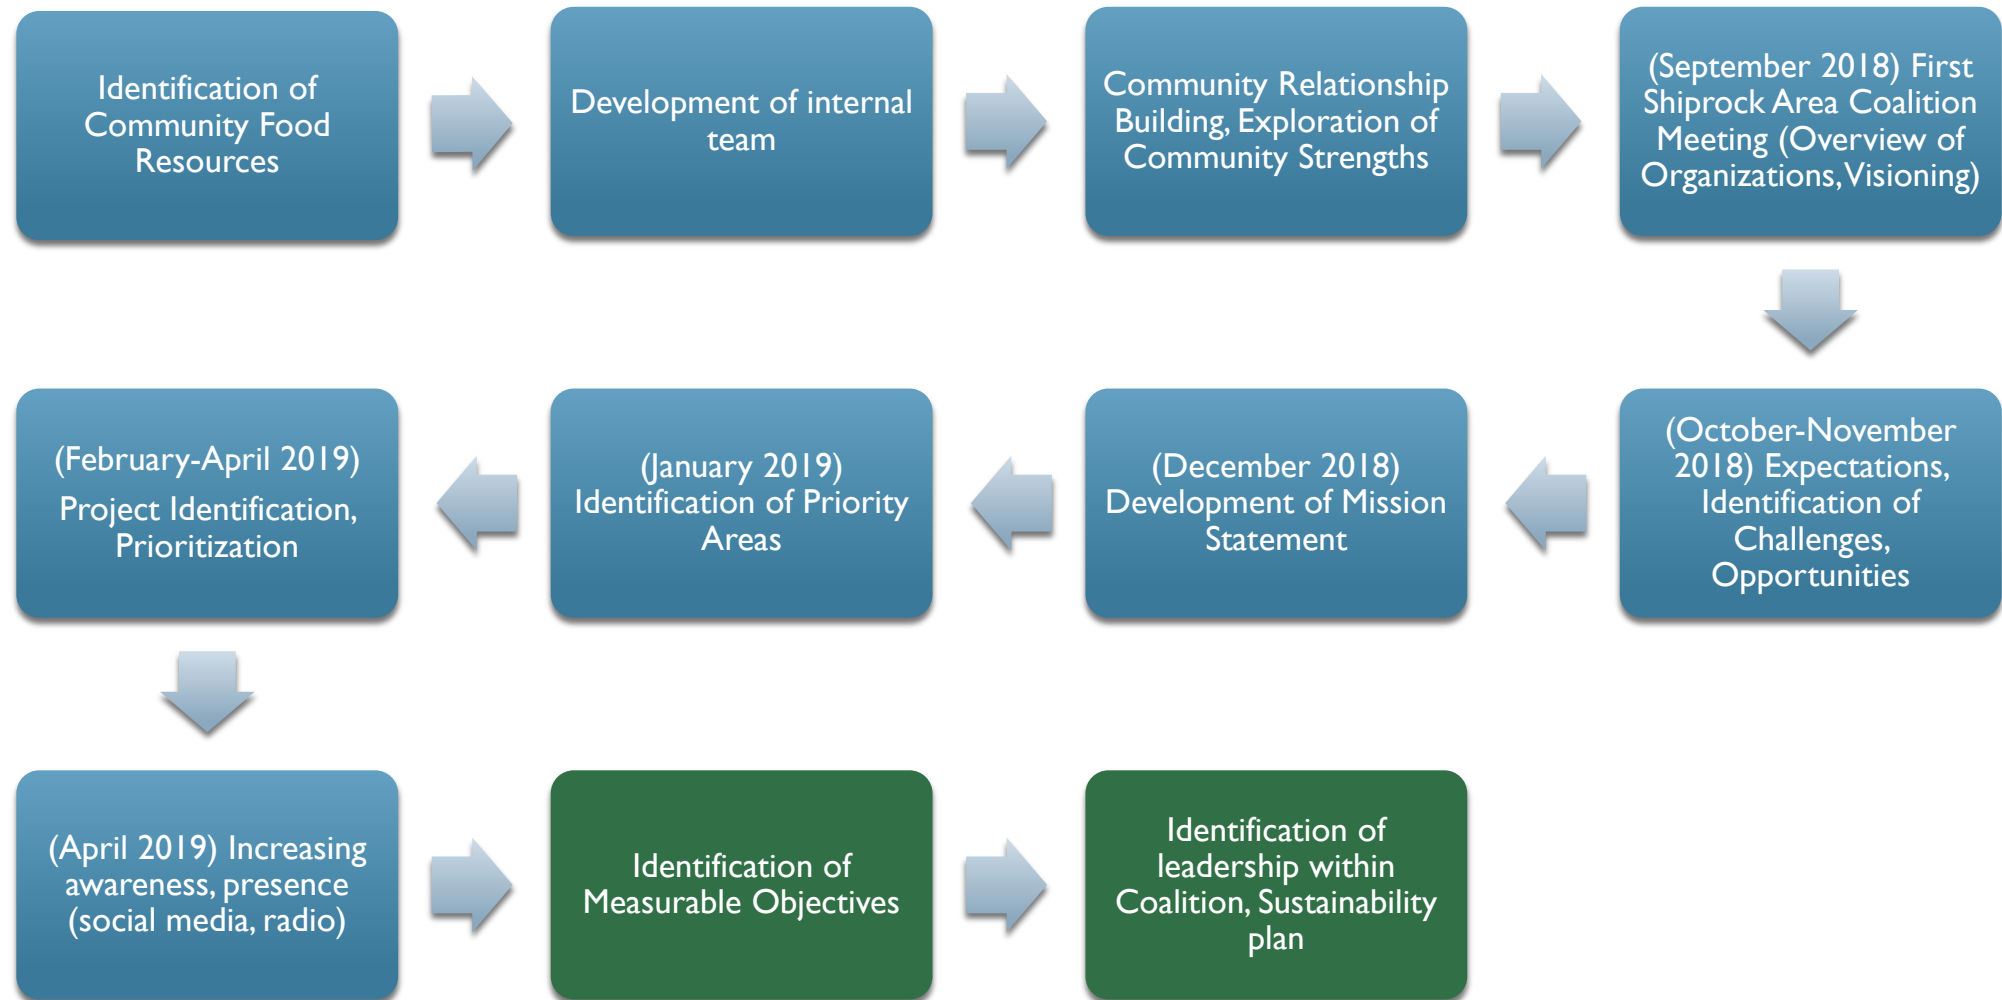 Identification of
Community Food
Resources
Development of internal
team
Community Relationship
Building, Exploration of
Community Strengths
(September 2018) First
Shiprock Area Coalition
Meeting (Overview of
Organizations, Visioning)
(October-November
2018) Expectations,
Identification of
Challenges,
Opportunities
(December 2018)
Development of Mission
Statement
(January 2019)
Identification of Priority
Areas
(February-April 2019)
Project Identification,
Prioritization
(April 2019) Increasing
awareness, presence
(social media, radio)
Identification of
Measurable Objectives
Identification of
leadership within
Coalition, Sustainability
plan